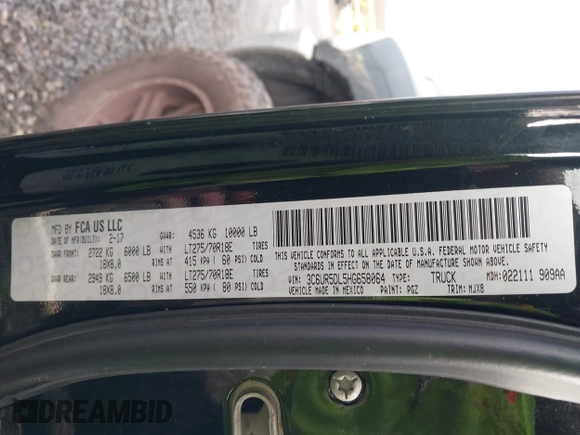 MFD BY FCA US LLC
DATE OF MFR(BUILT): 2-17 GVWR: 4536 KG 10000 LB
GAWR FRONT: 2722 KG 6000 LB WITH LT275/70R18E TIRES
18X8.0 RIMS AT 415 KPA ( 60 PSI) COLD
GAWR REAR: 2948 KG 6500 LB WITH LT275/70R18E TIRES
18X8.0 RIMS AT 550 KPA ( 80 PSI) COLD
THIS VEHICLE CONFORMS TO ALL APPLICABLE U.S.A. FEDERAL MOTOR VEHICLE SAFETY
STANDARDS IN EFFECT ON THE DATE OF MANUFACTURE SHOWN ABOVE.
VEHICLE IDENT.: 3C6UR5DL5HG658064 TYPE: TRUCK MDH: 022111 909AA
VEHICLE MADE IN MEXICO PAINT: PGZ TRIM: MJX8
DREAMBID